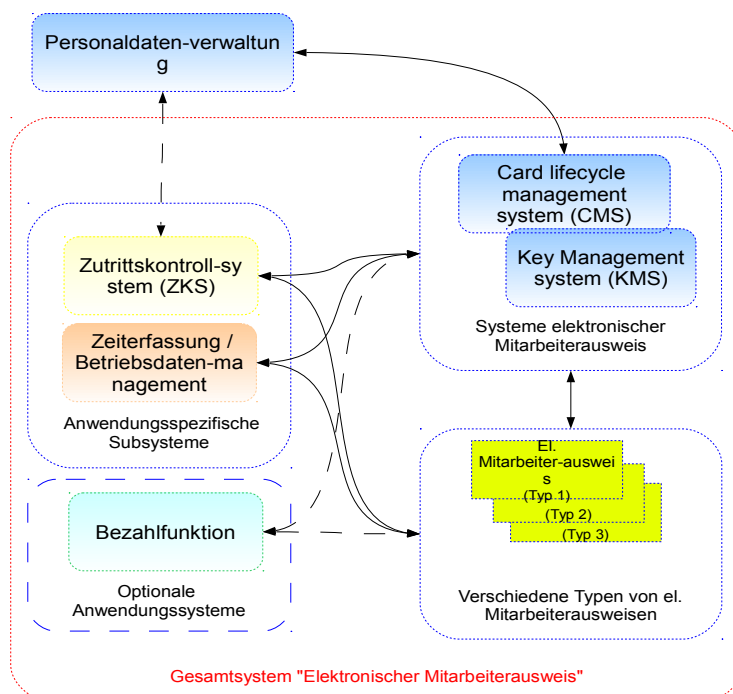 Personaldaten-verwaltun
g
Card lifecycle
management
system (CMS)
Key Management
system (KMS)
Systeme elektronischer
Mitarbeiterausweis
Zutrittskontroll-sy
stem (ZKS)
Zeiterfassung /
Betriebsdaten-ma
nagement
Anwendungsspezifische
Subsysteme
El.
Mitarbeiter-auswei
s
(Typ 1)
(Typ 2)
(Typ 3)
Verschiedene Typen von el.
Mitarbeiterausweisen
Bezahlfunktion
Optionale
Anwendungssysteme
Gesamtsystem "Elektronischer Mitarbeiterausweis"